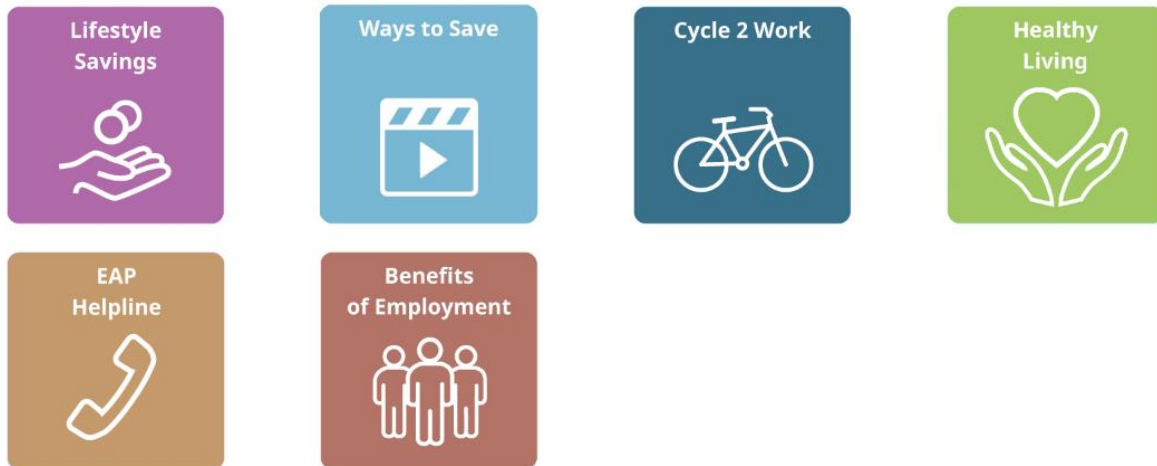 Lifestyle
Savings
Ways to Save
Cycle 2 Work
Healthy
Living
EAP
Helpline
Benefits
of Employment